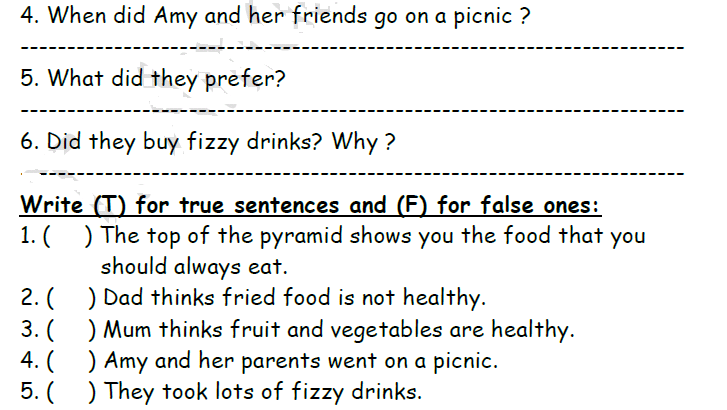 4. When did Amy and her friends go on a picnic ?
------------------------------------------------------------------------
5. What did they prefer?
------------------------------------------------------------------------
6. Did they buy fizzy drinks? Why ?
------------------------------------------------------------------------
Write (T) for true sentences and (F) for false ones:
1. (    ) The top of the pyramid shows you the food that you
should always eat.
2. (    ) Dad thinks fried food is not healthy.
3. (    ) Mum thinks fruit and vegetables are healthy.
4. (    ) Amy and her parents went on a picnic.
5. (    ) They took lots of fizzy drinks.